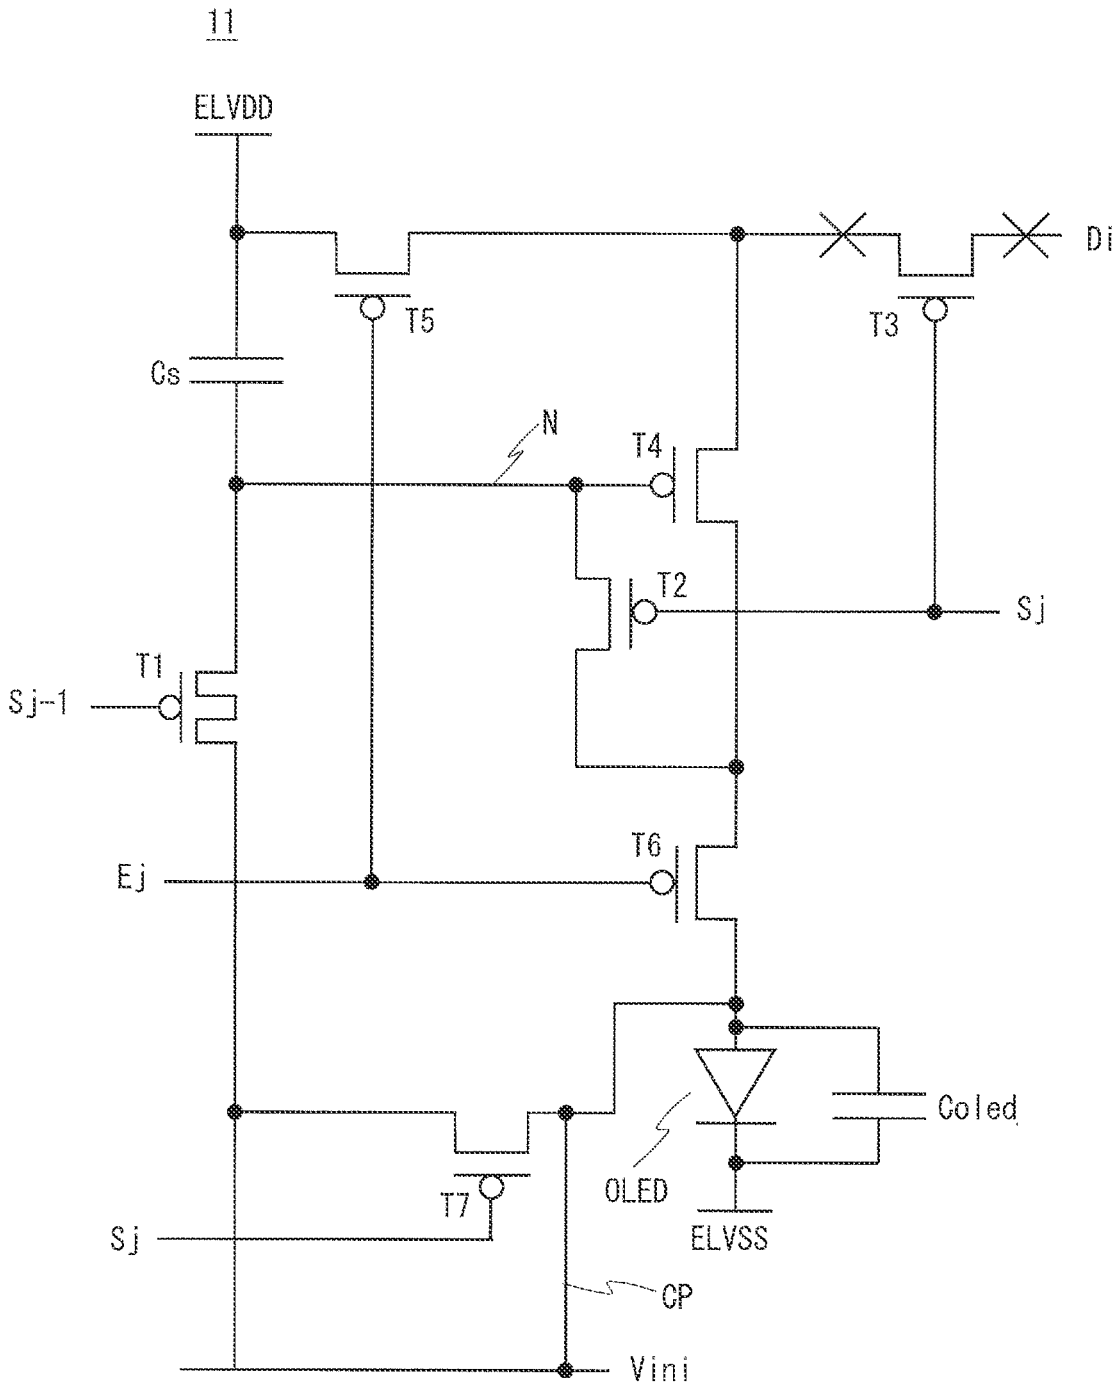 11
ELVDD
Di
T5
T3
Cs
N
T4
T2
Sj
T1
Sj-1
T6
Ej
Coled
OLED
T7
ELVSS
Sj
CP
Vini